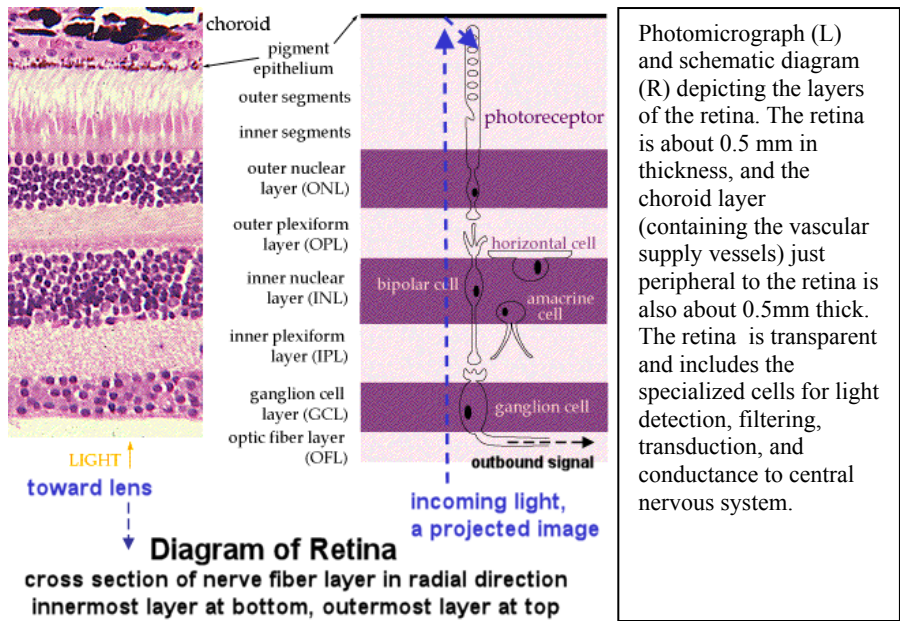 choroid
pigment
epithelium
outer segments
inner segments
outer nuclear
layer (ONL)
outer plexiform
layer (OPL)
inner nuclear
layer (INL)
inner plexiform
layer (IPL)
ganglion cell
layer (GCL)
optic fiber layer
(OFL)
photoreceptor
horizontal cell
bipolar cell
amacrine
cell
ganglion cell
outbound signal
LIGHT
toward lens
incoming light,
a projected image
Diagram of Retina
cross section of nerve fiber layer in radial direction
innermost layer at bottom, outermost layer at top
Photomicrograph (L)
and schematic diagram
(R) depicting the layers
of the retina. The retina
is about 0.5 mm in
thickness, and the
choroid layer
(containing the vascular
supply vessels) just
peripheral to the retina is
also about 0.5mm thick.
The retina is transparent
and includes the
specialized cells for light
detection, filtering,
transduction, and
conductance to central
nervous system.